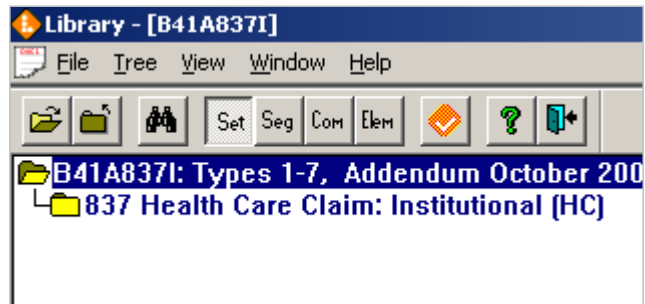 Library - [B41A837I]
File Tree View Window Help
Set Seg Com Elem
B41A837I: Types 1-7, Addendum October 200
837 Health Care Claim: Institutional (HC)